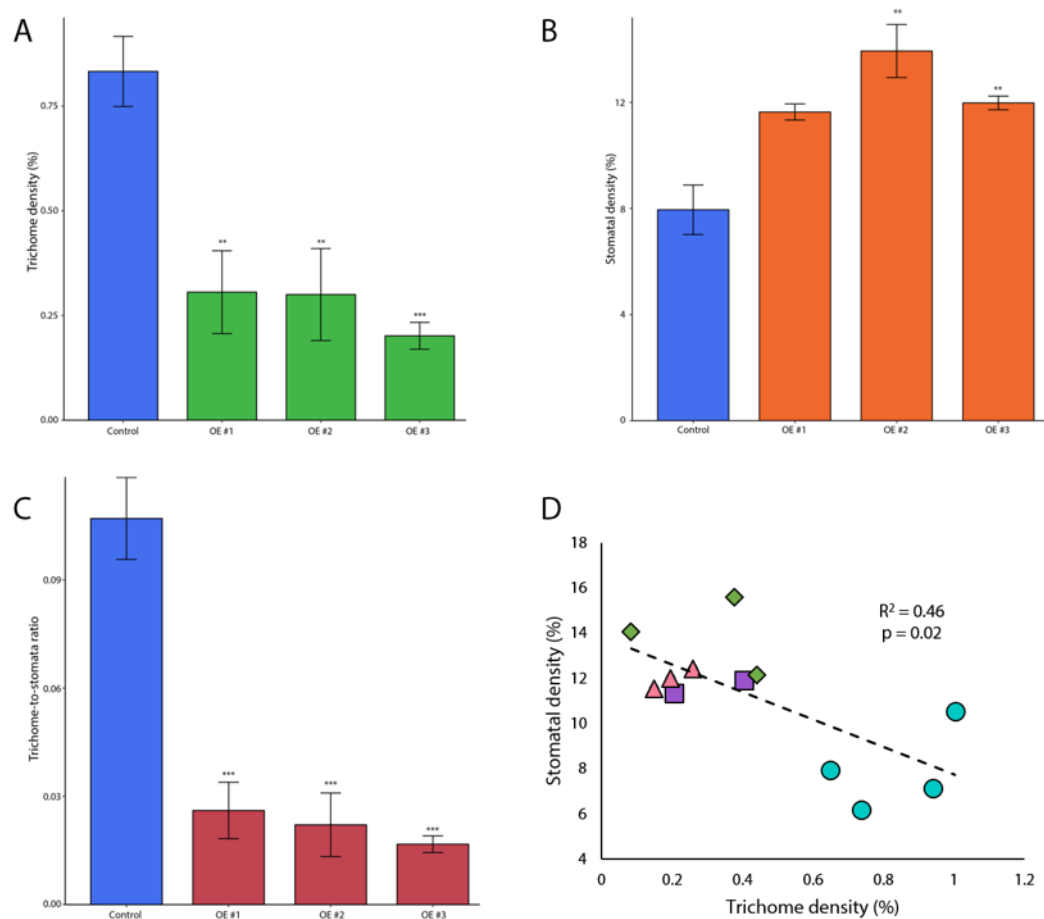 A
Trichome density (%)
0.75
0.50
0.25
0.00
**
**
***
Control
OE #1
OE #2
OE #3
B
Stomatal density (%)
12
8
4
0
**
**
Control
OE #1
OE #2
OE #3
C
Trichome-to-stomata ratio
0.09
0.06
0.03
0.00
***
***
***
Control
OE #1
OE #2
OE #3
D
Stomatal density (%)
18
16
14
12
10
8
6
4
R² = 0.46
p = 0.02
0
0.2
0.4
0.6
0.8
1
1.2
Trichome density (%)